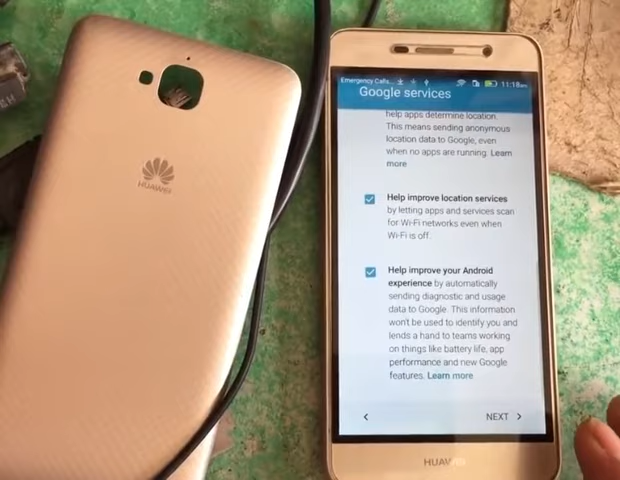 HUAWEI
Emergency Calls..
11:18
Google services
help apps determine location.
This means sending anonymous
location data to Google, even
when no apps are running. Learn
more
Help improve location services
by letting apps and services scan
for Wi-Fi networks even when
Wi-Fi is off.
Help improve your Android
experience by automatically
sending diagnostic and usage
data to Google. This information
won't be used to identify you and
lends a hand to teams working
on things like battery life, app
performance and new Google
features. Learn more
< NEXT >
HUAWEI